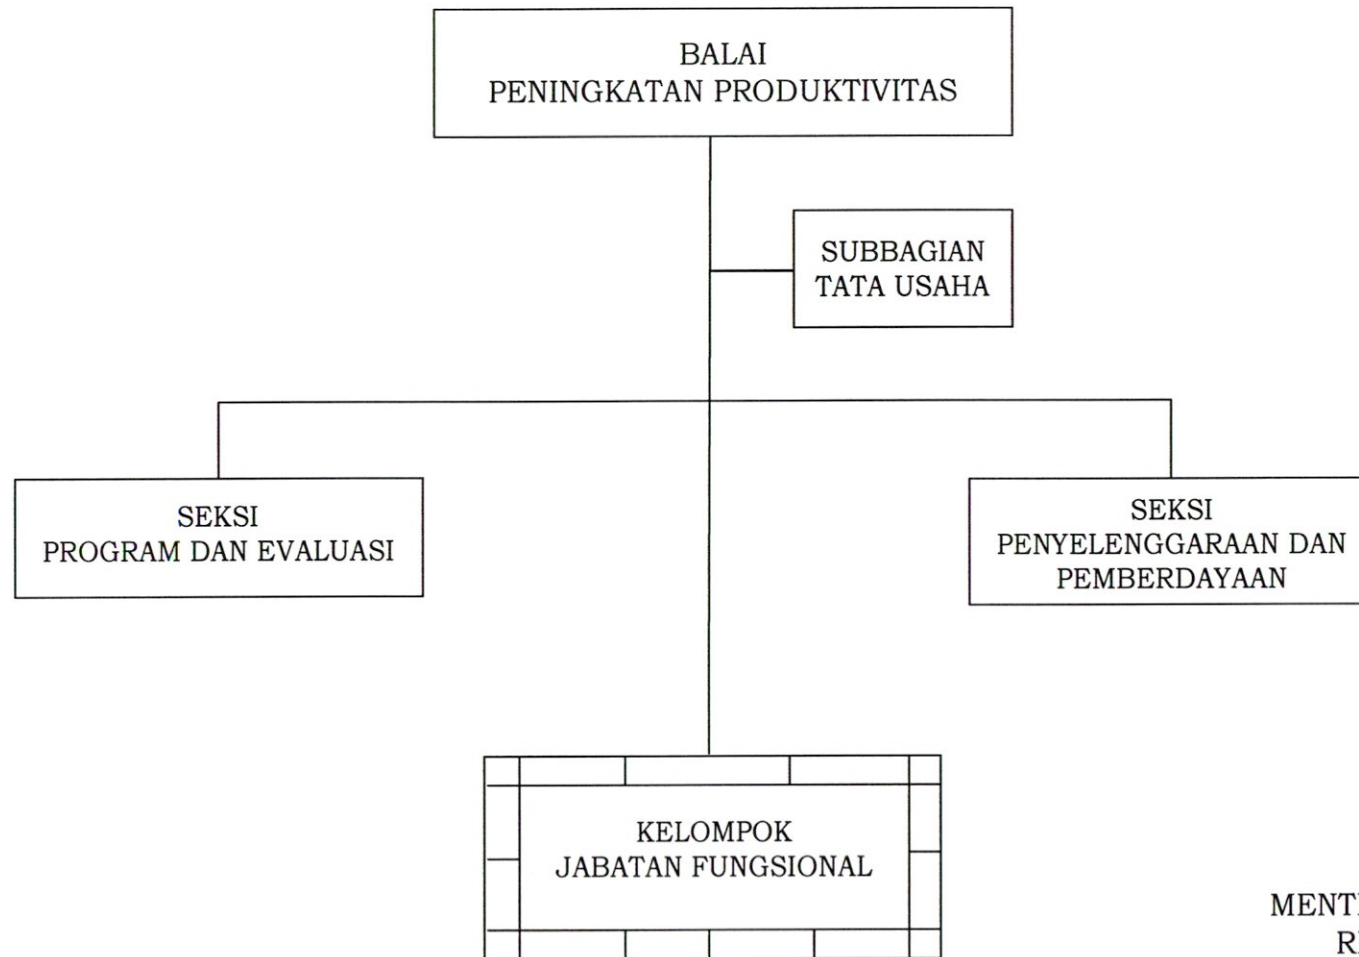 BALAI
PENINGKATAN PRODUKTIVITAS
SUBBAGIAN
TATA USAHA
SEKSI
PROGRAM DAN EVALUASI
SEKSI
PENYELENGGARAAN DAN
PEMBERDAYAAN
KELOMPOK
JABATAN FUNGSIONAL